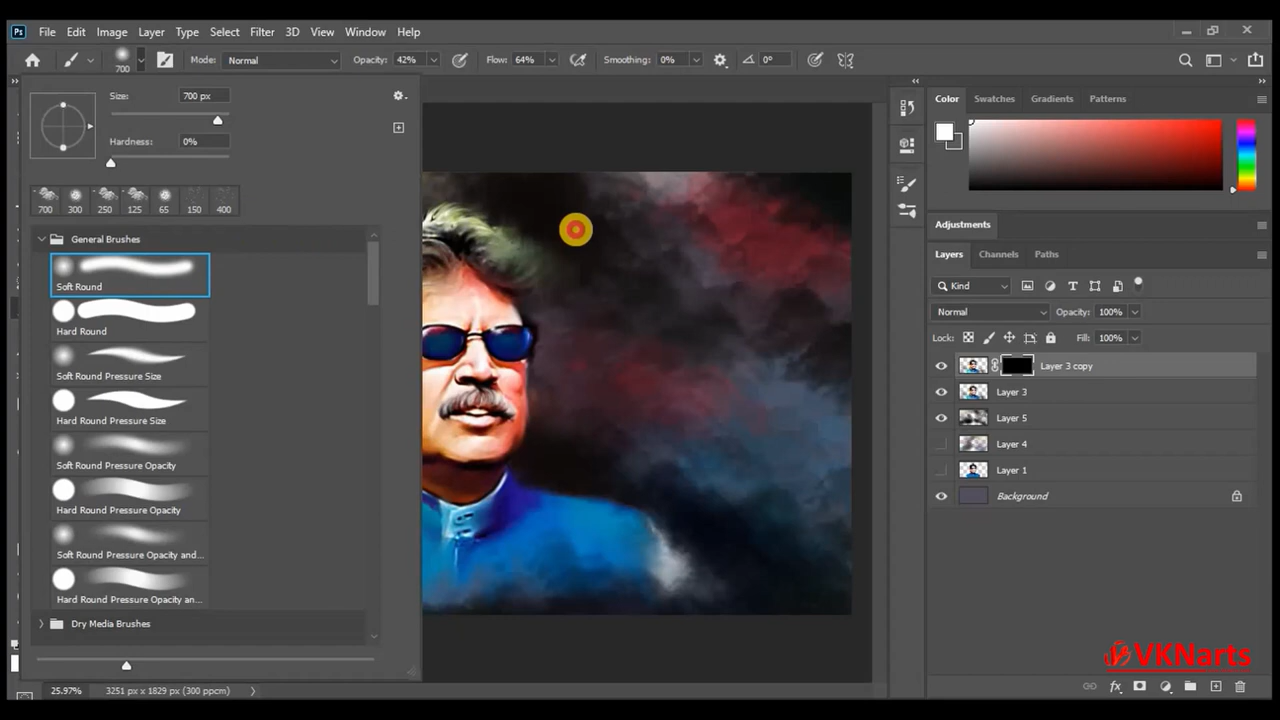 Ps File Edit Image Layer Type Select Filter 3D View Window Help
700 Mode: Normal Opacity: 42% Flow: 64% Smoothing: 0% 0°
Size: 700 px
Hardness: 0%
700 300 250 125 65 150 400
General Brushes
Soft Round
Hard Round
Soft Round Pressure Size
Hard Round Pressure Size
Soft Round Pressure Opacity
Hard Round Pressure Opacity
Soft Round Pressure Opacity and...
Hard Round Pressure Opacity an...
Dry Media Brushes
Color Swatches Gradients Patterns
Adjustments
Layers Channels Paths
Kind
Normal Opacity: 100%
Lock: Fill: 100%
Layer 3 copy
Layer 3
Layer 5
Layer 4
Layer 1
Background
VKNarts
25.97% 3251 px x 1829 px (300 ppcm)
fx